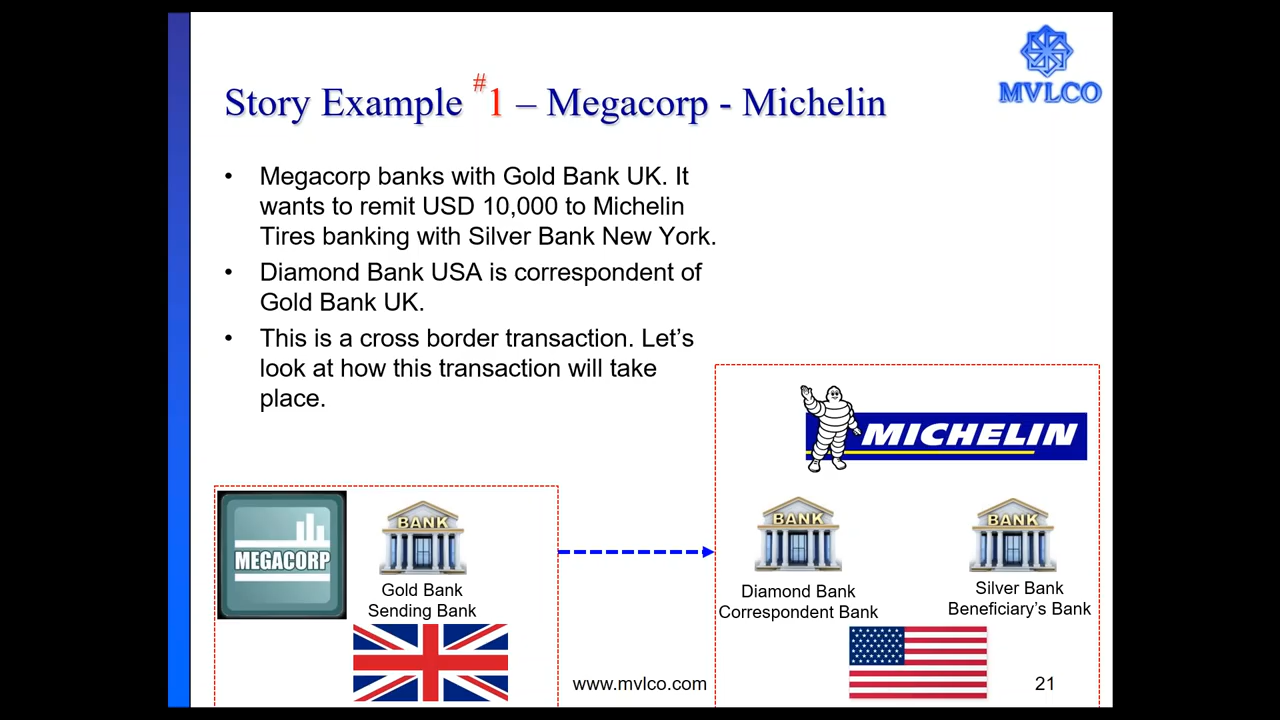 MVLCO
Story Example #1 – Megacorp - Michelin
• Megacorp banks with Gold Bank UK. It
wants to remit USD 10,000 to Michelin
Tires banking with Silver Bank New York.
• Diamond Bank USA is correspondent of
Gold Bank UK.
• This is a cross border transaction. Let’s
look at how this transaction will take
place.
MICHELIN
MEGACORP
BANK
Gold Bank
Sending Bank
BANK
Diamond Bank
Correspondent Bank
BANK
Silver Bank
Beneficiary’s Bank
www.mvlco.com
21